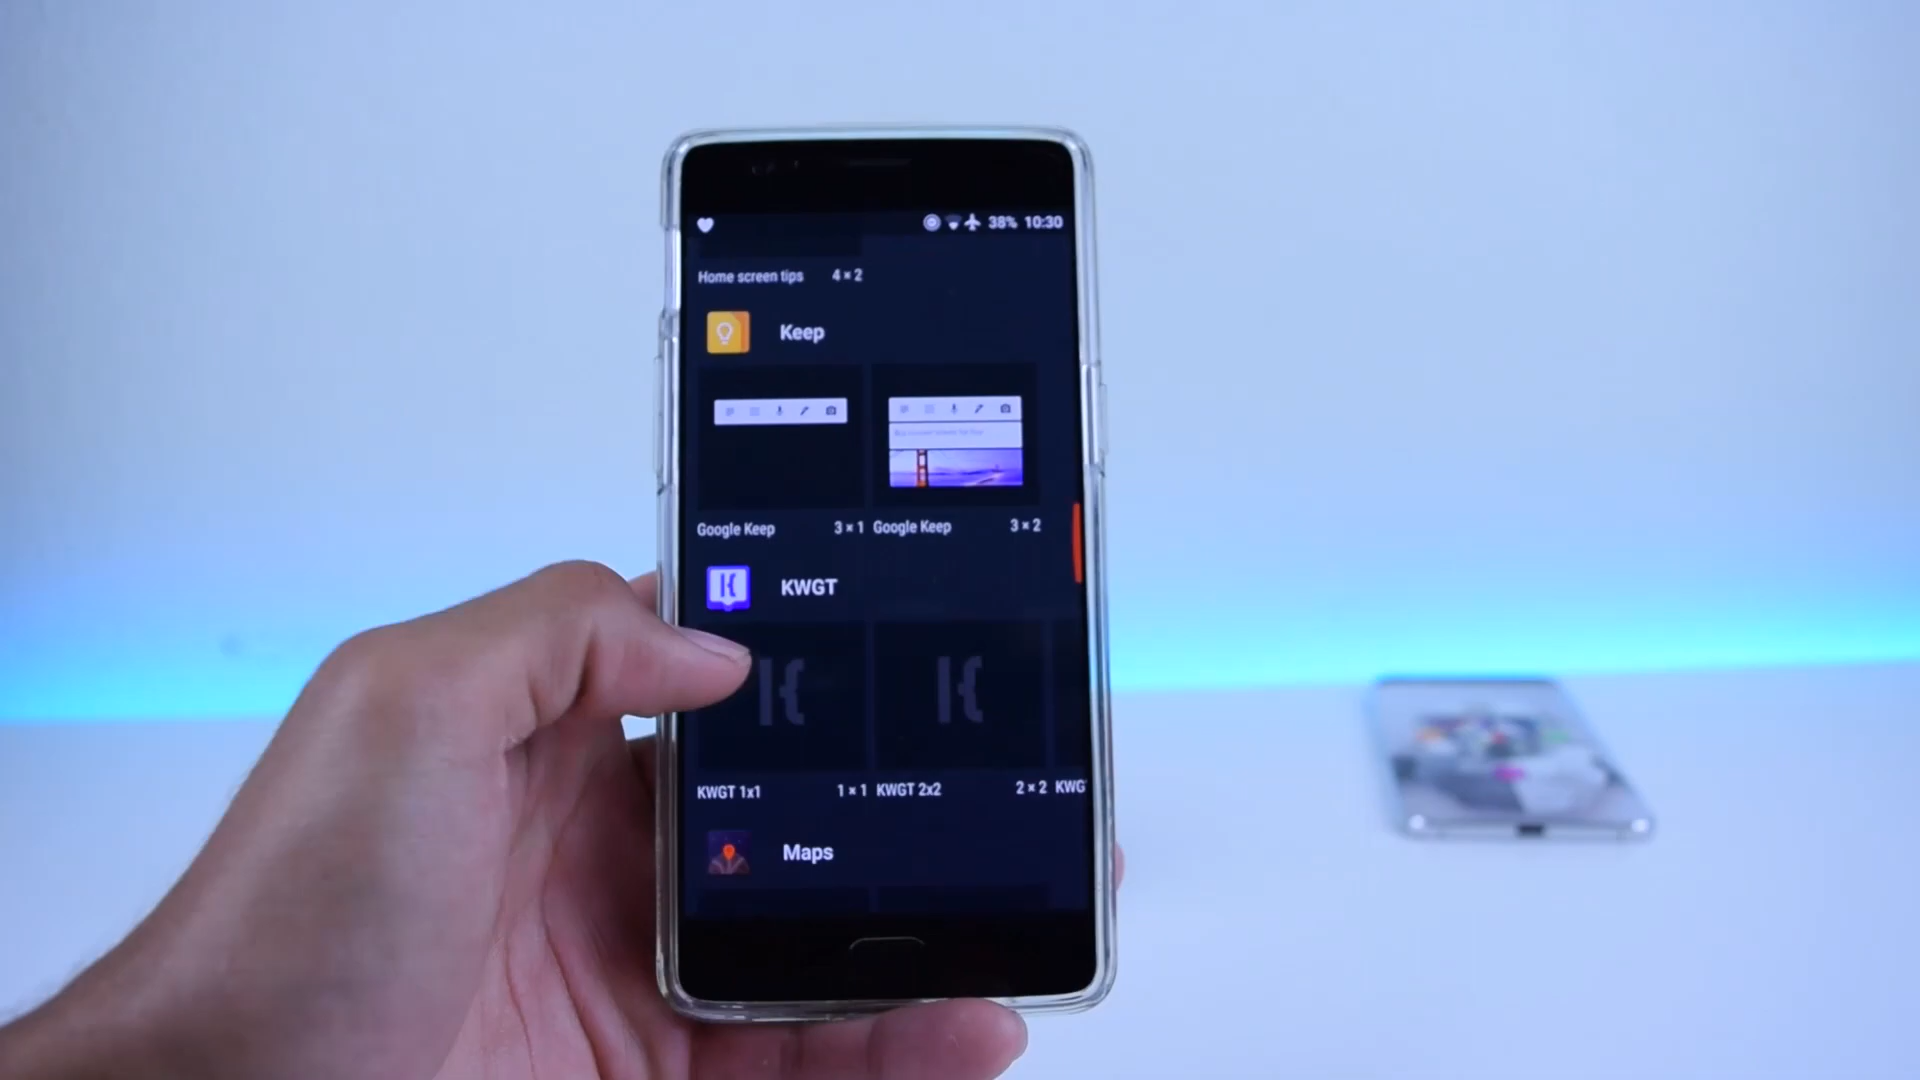 38% 10:30
Home screen tips 4 × 2
Keep
Google Keep 3 × 1 Google Keep 3 × 2
KWGT
KWGT 1x1 1 × 1 KWGT 2x2 2 × 2 KWG
Maps